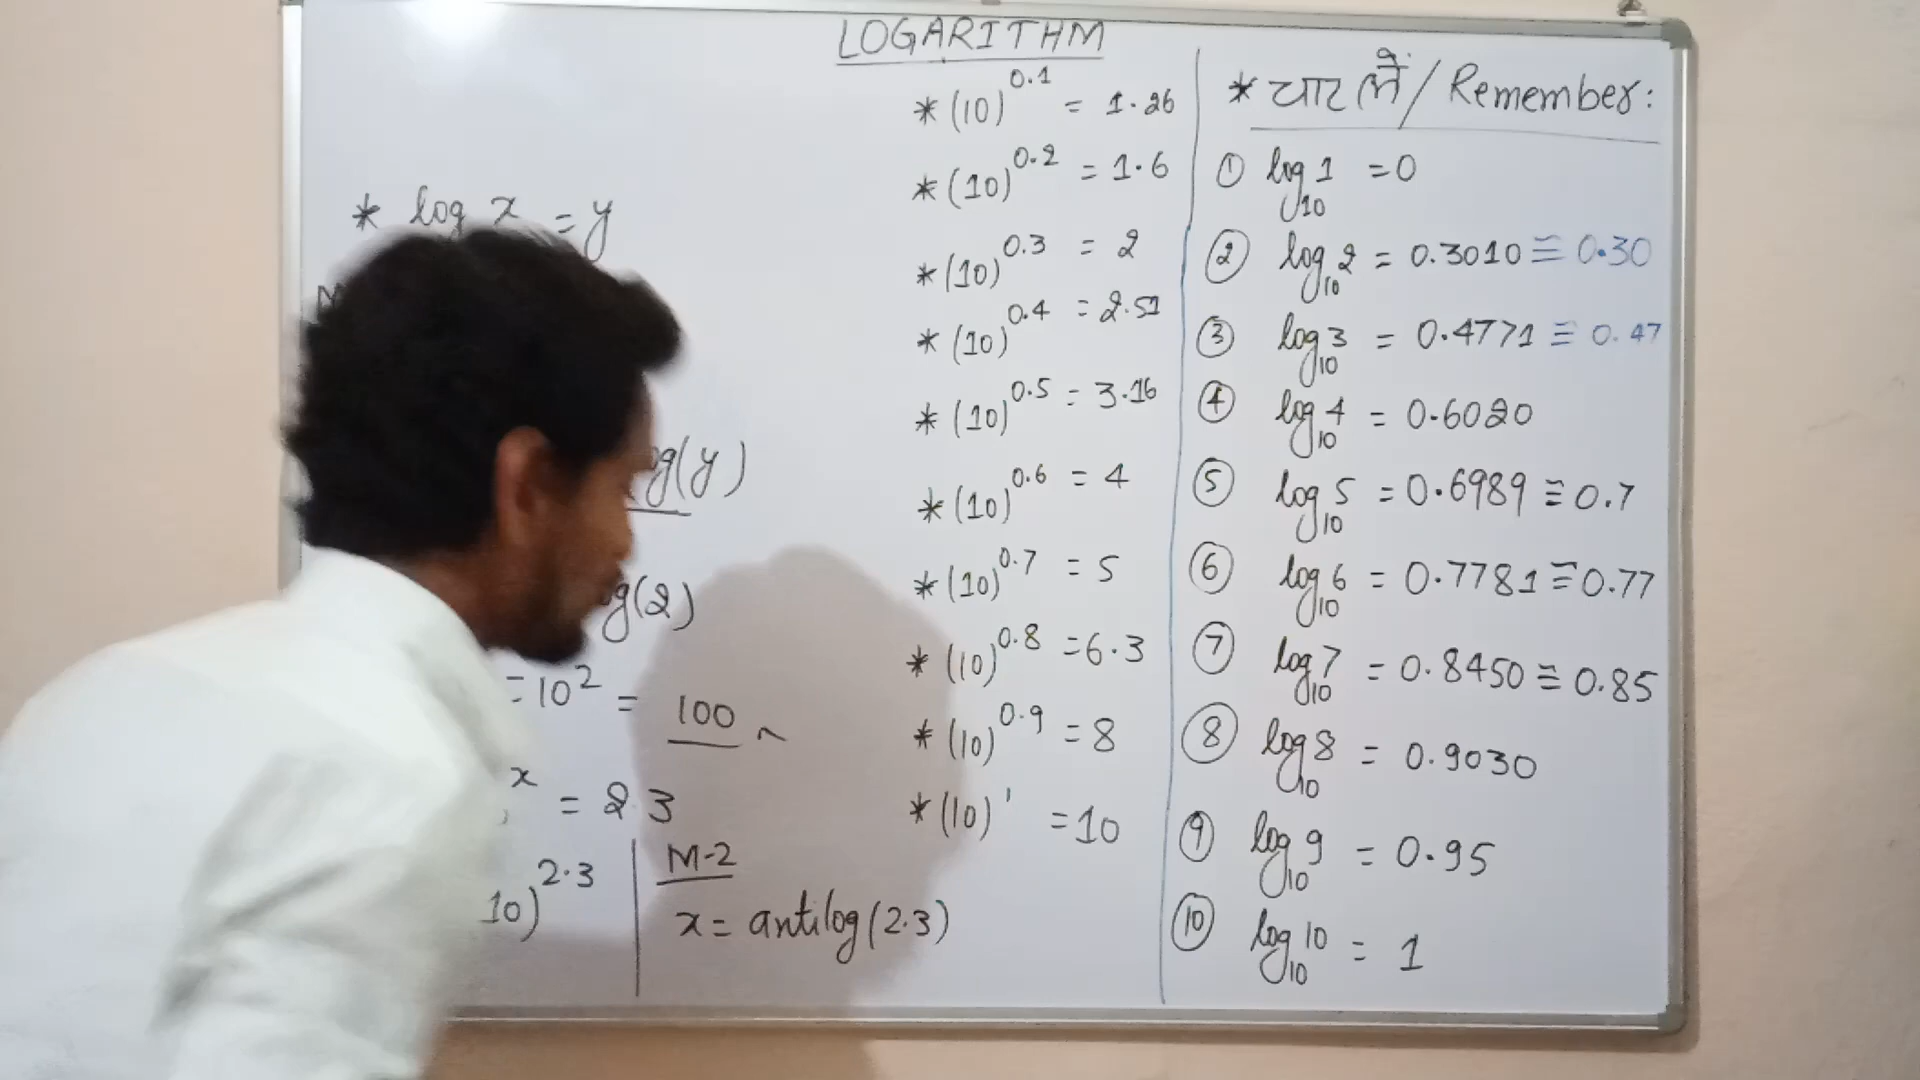 LOGARITHM
* log x = y
g(y)
g(2)
= 10² = 100
x = 2.3
10)^2.3
M-2
x = antilog(2.3)
* (10)^0.1 = 1.26
* (10)^0.2 = 1.6
* (10)^0.3 = 2
* (10)^0.4 = 2.51
* (10)^0.5 = 3.16
* (10)^0.6 = 4
* (10)^0.7 = 5
* (10)^0.8 = 6.3
* (10)^0.9 = 8
* (10)^1 = 10
* याद लें / Remember:
① log₁₀ 1 = 0
② log₁₀ 2 = 0.3010 ≅ 0.30
③ log₁₀ 3 = 0.4771 ≅ 0.47
④ log₁₀ 4 = 0.6020
⑤ log₁₀ 5 = 0.6989 ≅ 0.7
⑥ log₁₀ 6 = 0.7781 ≅ 0.77
⑦ log₁₀ 7 = 0.8450 ≅ 0.85
⑧ log₁₀ 8 = 0.9030
⑨ log₁₀ 9 = 0.95
⑩ log₁₀ 10 = 1